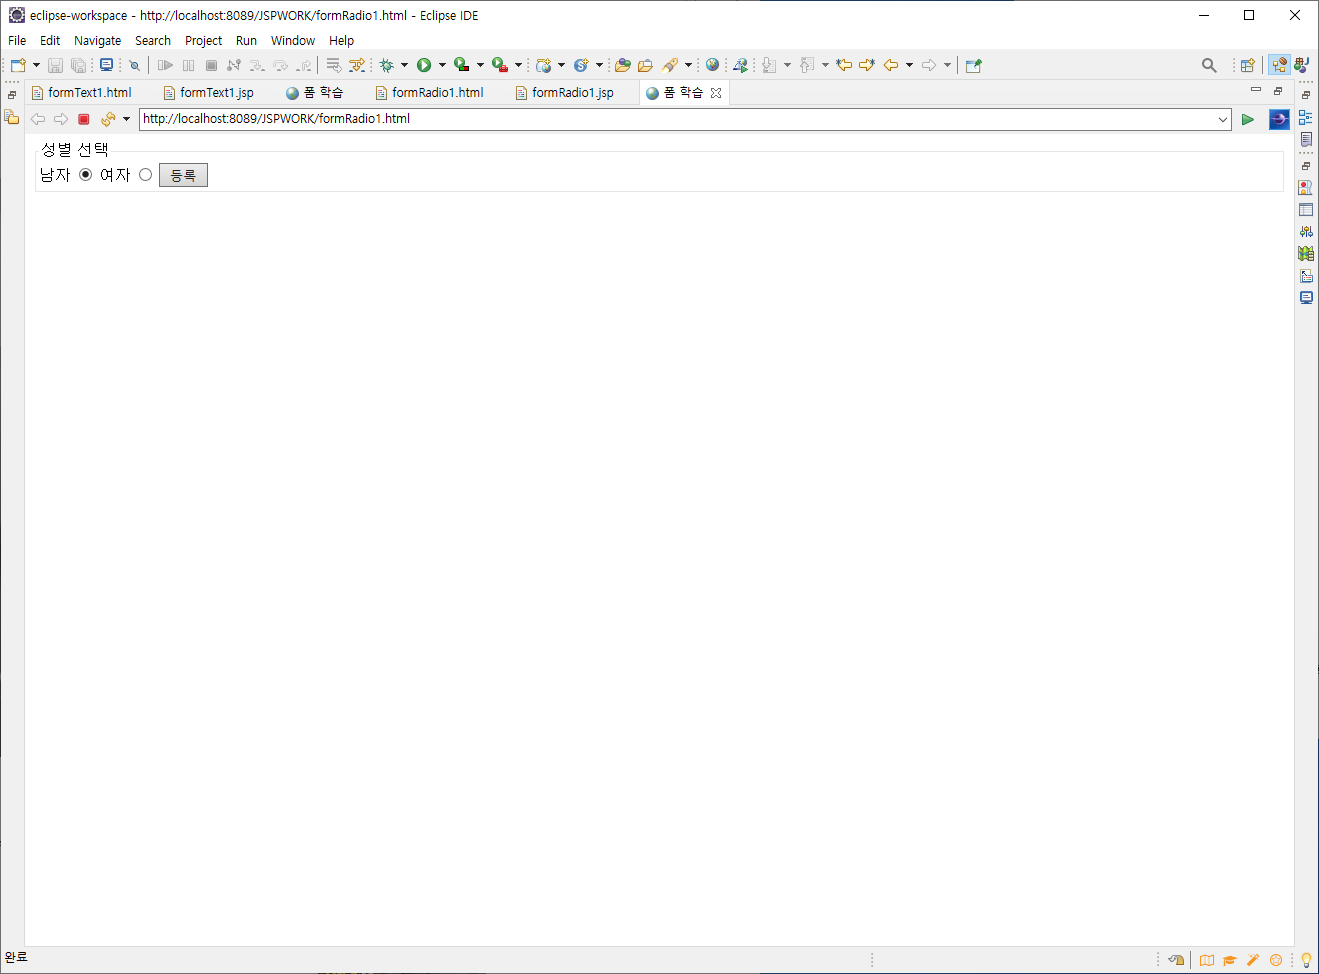 eclipse-workspace - http://localhost:8089/JSPWORK/formRadio1.html - Eclipse IDE
File Edit Navigate Search Project Run Window Help
formText1.html formText1.jsp 폼 학습 formRadio1.html formRadio1.jsp 폼 학습
http://localhost:8089/JSPWORK/formRadio1.html
성별 선택
남자 여자 등록
완료